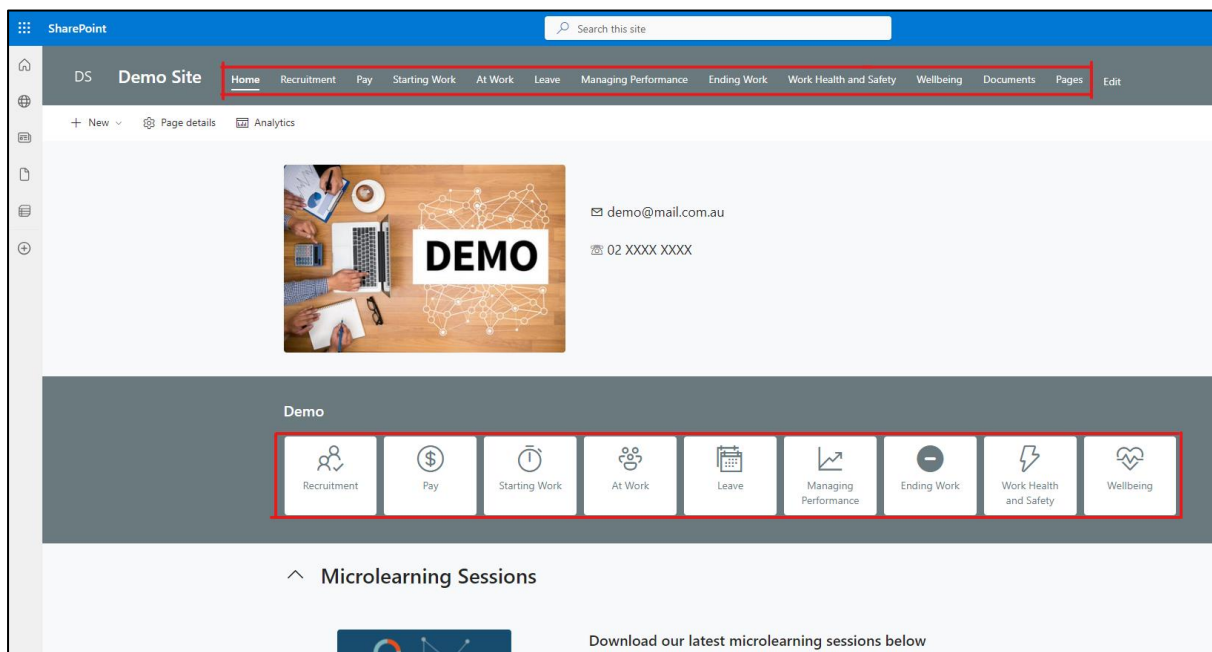 SharePoint
Search this site
DS Demo Site Home Recruitment Pay Starting Work At Work Leave Managing Performance Ending Work Work Health and Safety Wellbeing Documents Pages Edit
+ New Page details Analytics
DEMO
demo@mail.com.au
02 XXXX XXXX
Demo
Recruitment
Pay
Starting Work
At Work
Leave
Managing
Performance
Ending Work
Work Health
and Safety
Wellbeing
Microlearning Sessions
Download our latest microlearning sessions below